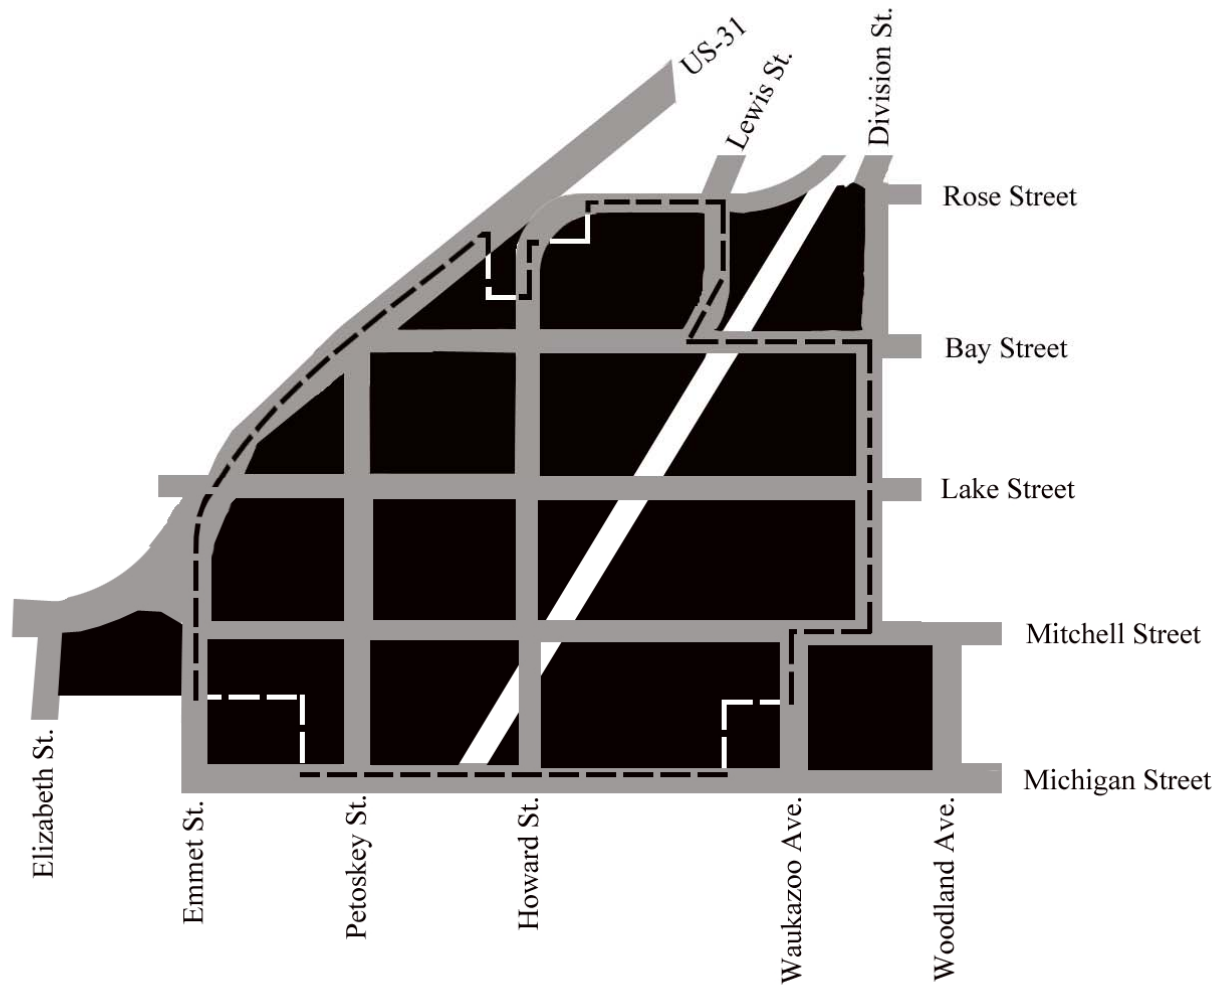 US-31
Lewis St.
Division St.
Rose Street
Bay Street
Lake Street
Mitchell Street
Michigan Street
Elizabeth St.
Emmet St.
Petoskey St.
Howard St.
Waukazoo Ave.
Woodland Ave.